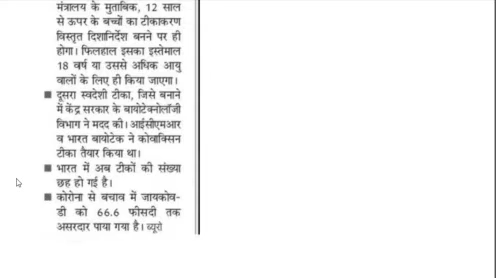 मंत्रालय के मुताबिक, 12 साल
से ऊपर के बच्चों का टीकाकरण
विस्तृत दिशानिर्देश बनने पर ही
होगा। फिलहाल इसका इस्तेमाल
18 वर्ष या उससे अधिक आयु
वालों के लिए ही किया जाएगा।
■ दूसरा स्वदेशी टीका, जिसे बनाने
में केंद्र सरकार के बायोटेक्नोलॉजी
विभाग ने मदद की। आईसीएमआर
व भारत बायोटेक ने कोवाक्सिन
टीका तैयार किया था।
■ भारत में अब टीकों की संख्या
छह हो गई है।
■ कोरोना से बचाव में जायकोव-
डी को 66.6 फीसदी तक
असरदार पाया गया है। ब्यूरो